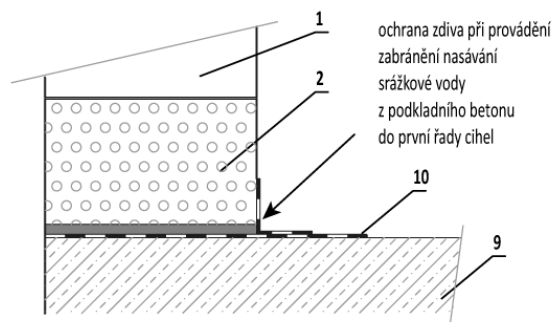 1
ochrana zdiva při provádění
zabránění nasávání
srážkové vody
2
z podkladního betonu
do první řady cihel
10
9